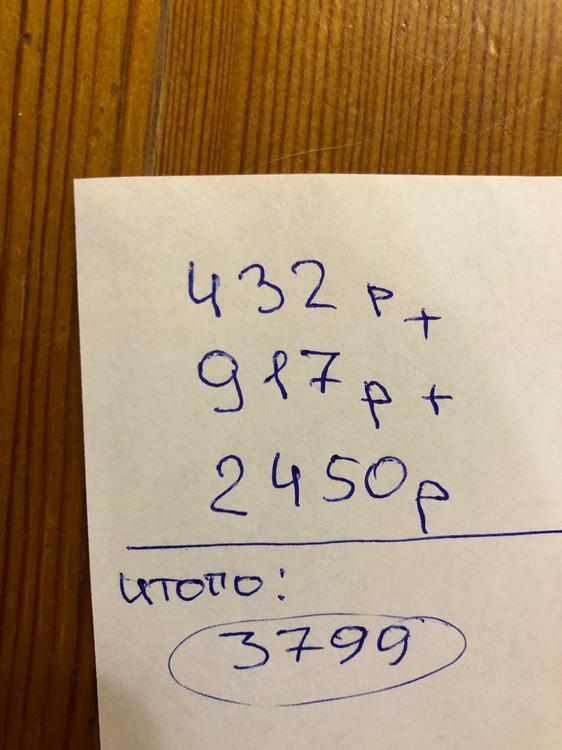 432 р +
917 р +
2450 р
итого:
3799